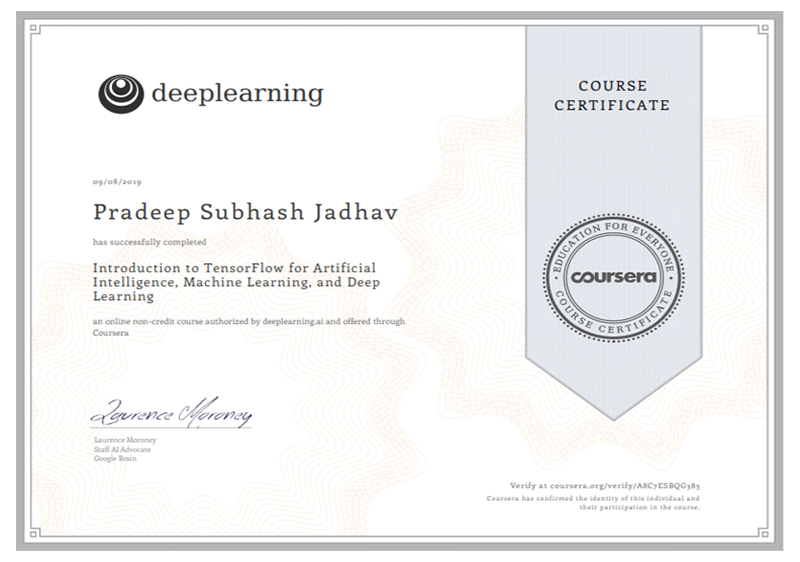 deeplearning
COURSE
CERTIFICATE
09/08/2019
Pradeep Subhash Jadhav
has successfully completed
Introduction to TensorFlow for Artificial
Intelligence, Machine Learning, and Deep
Learning
an online non-credit course authorized by deeplearning.ai and offered through
Coursera
EDUCATION FOR EVERYONE
coursera
COURSE CERTIFICATE
Laurence Moroney
Laurence Moroney
Staff AI Advocate
Google Brain
Verify at coursera.org/verify/A8C7ESBQG383
Coursera has confirmed the identity of this individual and
their participation in the course.